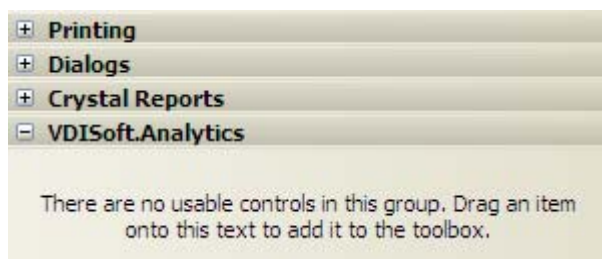 Printing
Dialogs
Crystal Reports
VDISoft.Analytics
There are no usable controls in this group. Drag an item
onto this text to add it to the toolbox.